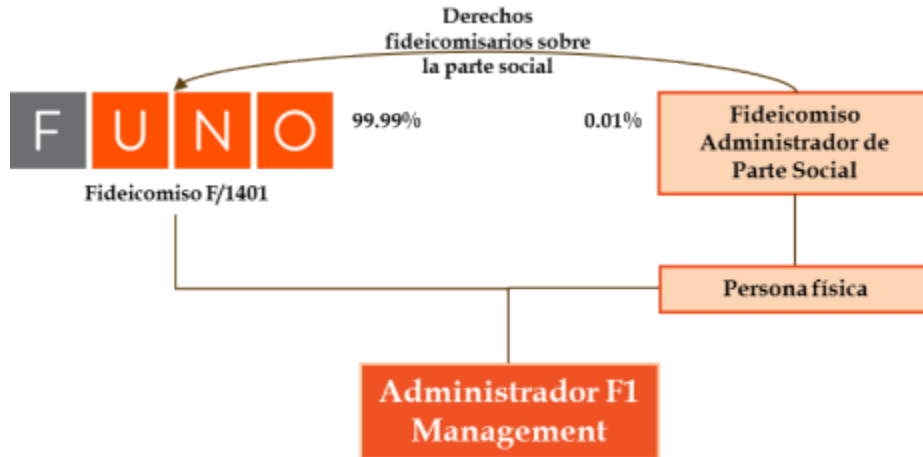 Derechos
fideicomisarios sobre
la parte social
FUNO
99.99%
0.01%
Fideicomiso
Administrador de
Parte Social
Fideicomiso F/1401
Persona física
Administrador F1
Management